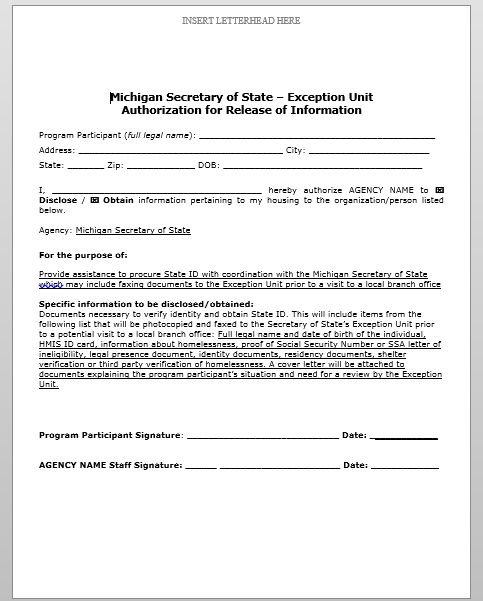 INSERT LETTERHEAD HERE
Michigan Secretary of State – Exception Unit
Authorization for Release of Information
Program Participant (full legal name): ___________________________________________
Address: _____________________________________ City: ______________________
State: _______ Zip: _____________ DOB: ____________________________________
I, ______________________________________ hereby authorize AGENCY NAME to ☒
Disclose / ☒ Obtain information pertaining to my housing to the organization/person listed
below.
Agency: Michigan Secretary of State
For the purpose of:
Provide assistance to procure State ID with coordination with the Michigan Secretary of State
which may include faxing documents to the Exception Unit prior to a visit to a local branch office
Specific information to be disclosed/obtained:
Documents necessary to verify identity and obtain State ID. This will include items from the
following list that will be photocopied and faxed to the Secretary of State's Exception Unit prior
to a potential visit to a local branch office: Full legal name and date of birth of the individual,
HMIS ID card, information about homelessness, proof of Social Security Number or SSA letter of
ineligibility, legal presence document, identity documents, residency documents, shelter
verification or third party verification of homelessness. A cover letter will be attached to
documents explaining the program participant's situation and need for a review by the Exception
Unit.
Program Participant Signature: ___________________________ Date: ____________
AGENCY NAME Staff Signature: ______ _____________________ Date: ____________